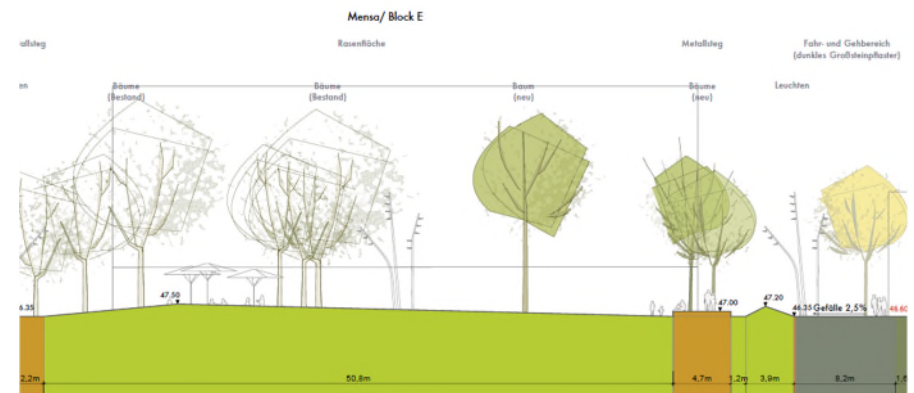 Mensa/ Block E
allsteg
Rasenfläche
Metallsteg
Fahr- und Gehbereich
(dunkles Großsteinpflaster)
en
Bäume
(Bestand)
Bäume
(Bestand)
Baum
(neu)
Bäume
(neu)
Leuchten
6.35
47.50
47.00
47.20
46.35
Gefälle 2,5%
46.60
2,2m
50,8m
4,7m
1,2m
3,9m
8,2m
1,6